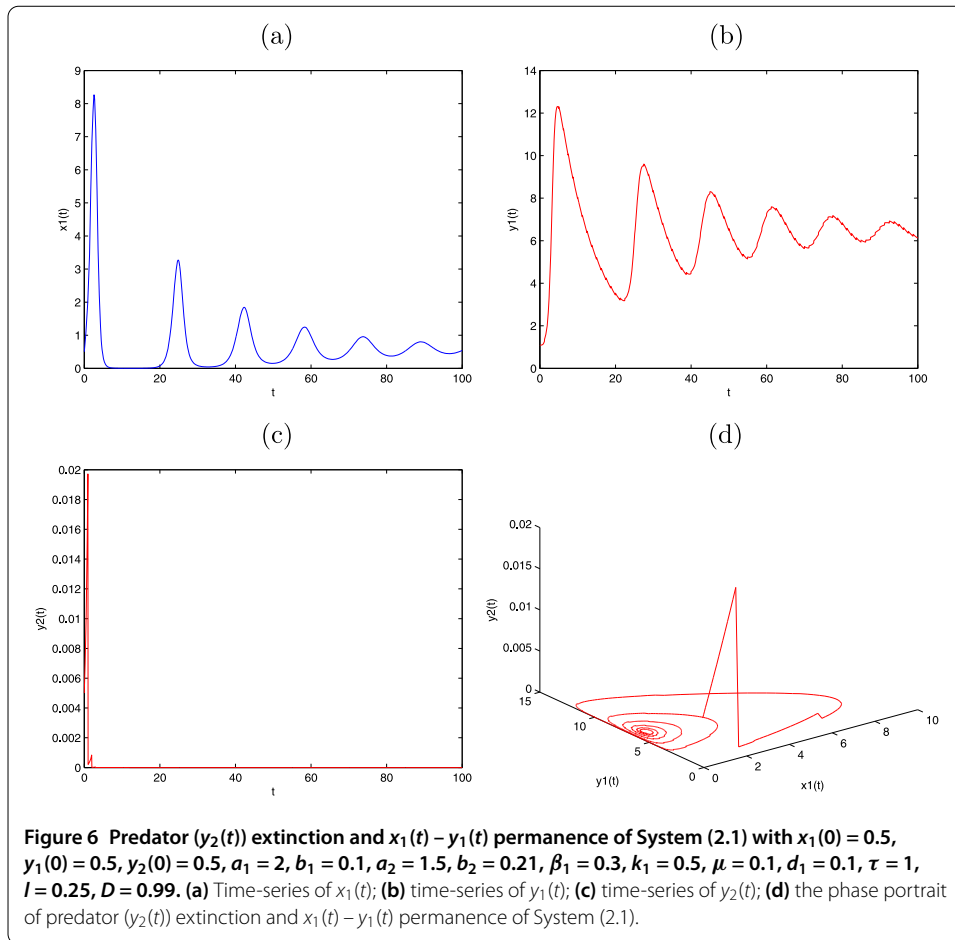 (a)
(b)
9
8
7
6
5
4
3
2
1
0
x1(t)
0 20 40 60 80 100
t
14
12
10
8
6
4
2
0
y1(t)
0 20 40 60 80 100
t
(c)
(d)
0.02
0.018
0.016
0.014
0.012
0.01
0.008
0.006
0.004
0.002
0
y2(t)
0 20 40 60 80 100
t
0.02
0.015
0.01
0.005
0
y2(t)
15
10
5
0
y1(t)
0
2
4
6
8
10
x1(t)
Figure 6 Predator (y₂(t)) extinction and x₁(t) – y₁(t) permanence of System (2.1) with x₁(0) = 0.5,
y₁(0) = 0.5, y₂(0) = 0.5, a₁ = 2, b₁ = 0.1, a₂ = 1.5, b₂ = 0.21, β₁ = 0.3, k₁ = 0.5, μ = 0.1, d₁ = 0.1, τ = 1,
l = 0.25, D = 0.99. (a) Time-series of x₁(t); (b) time-series of y₁(t); (c) time-series of y₂(t); (d) the phase portrait
of predator (y₂(t)) extinction and x₁(t) – y₁(t) permanence of System (2.1).